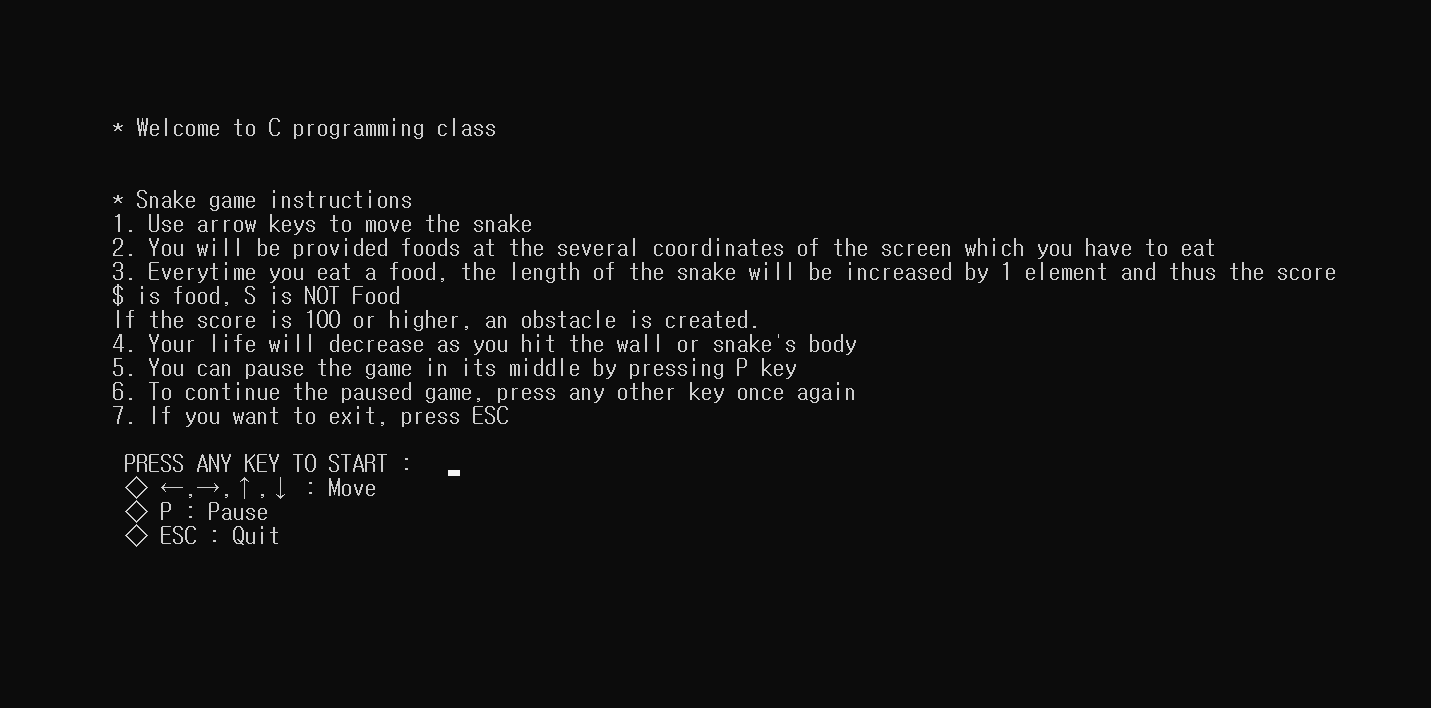 * Welcome to C programming class
* Snake game instructions
1. Use arrow keys to move the snake
2. You will be provided foods at the several coordinates of the screen which you have to eat
3. Everytime you eat a food, the length of the snake will be increased by 1 element and thus the score
$ is food, S is NOT Food
If the score is 100 or higher, an obstacle is created.
4. Your life will decrease as you hit the wall or snake's body
5. You can pause the game in its middle by pressing P key
6. To continue the paused game, press any other key once again
7. If you want to exit, press ESC
PRESS ANY KEY TO START :
◇ ←,→,↑,↓ : Move
◇ P : Pause
◇ ESC : Quit